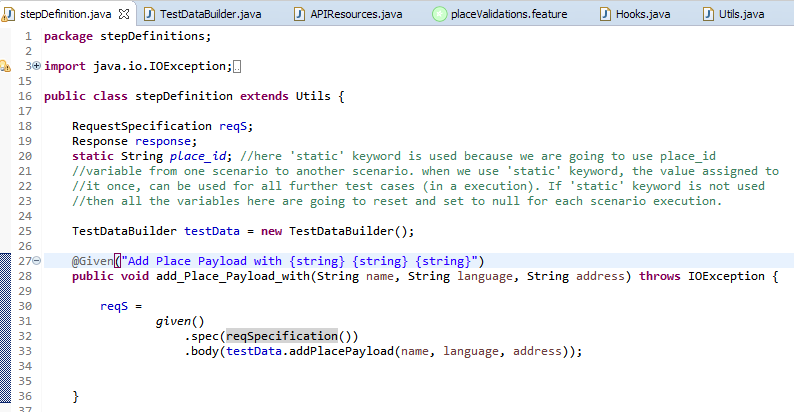 stepDefinition.java TestDataBuilder.java APIResources.java placeValidations.feature Hooks.java Utils.java
1 package stepDefinitions;
2
3 import java.io.IOException;
15
16 public class stepDefinition extends Utils {
17
18 RequestSpecification reqS;
19 Response response;
20 static String place_id; //here 'static' keyword is used because we are going to use place_id
21 //variable from one scenario to another scenario. when we use 'static' keyword, the value assigned to
22 //it once, can be used for all further test cases (in a execution). If 'static' keyword is not used
23 //then all the variables here are going to reset and set to null for each scenario execution.
24
25 TestDataBuilder testData = new TestDataBuilder();
26
27 @Given("Add Place Payload with {string} {string} {string}")
28 public void add_Place_Payload_with(String name, String language, String address) throws IOException {
29
30 reqS =
31 given()
32 .spec(reqSpecification())
33 .body(testData.addPlacePayload(name, language, address));
34
35
36 }
37